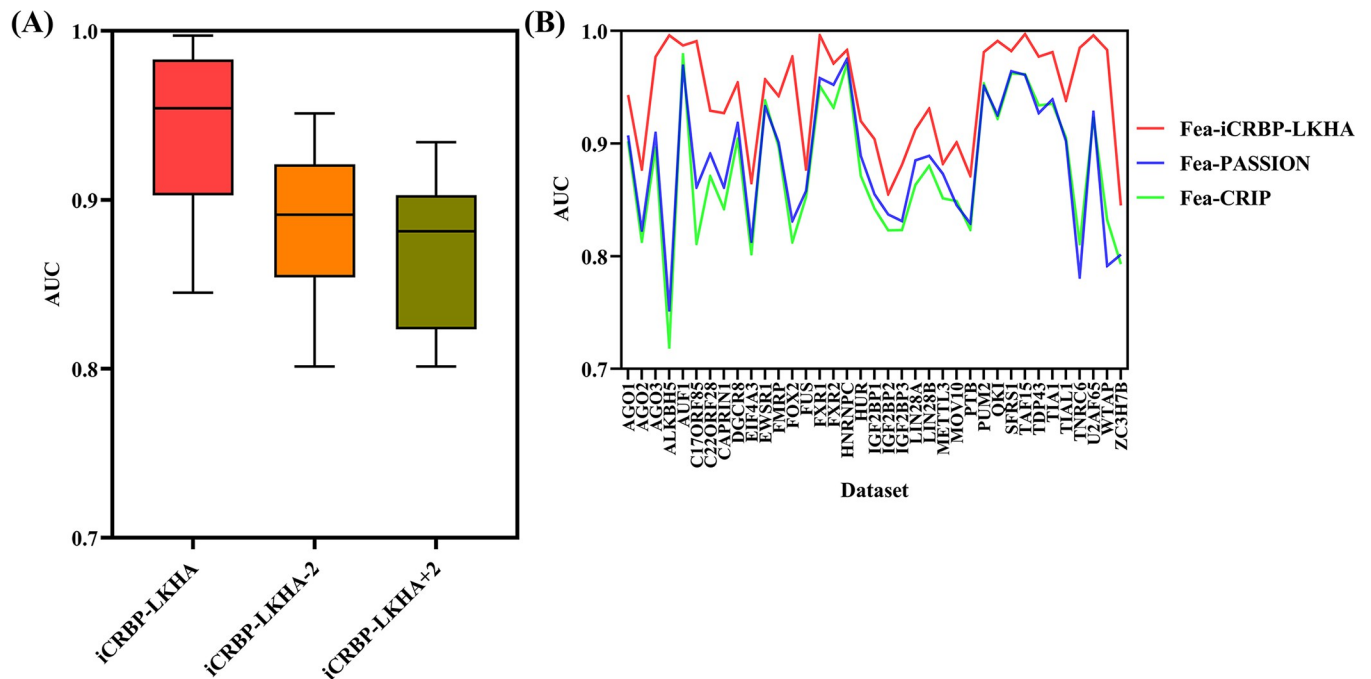 (A)
1.0
0.9
0.8
0.7
AUC
iCRBP-LKHA
iCRBP-LKHA-2
iCRBP-LKHA+2
(B)
1.0
0.9
0.8
0.7
AUC
AGO1
AGO2
AGO3
ALKBH5
AUF1
C17ORF85
C22ORF28
CAPRIN1
DGCR8
EIF4A3
EWSR1
FMRP
FOX2
FUS
FXR1
FXR2
HNRNPC
HUR
IGF2BP1
IGF2BP2
IGF2BP3
LIN28A
LIN28B
METTL3
MOV10
PTB
PUM2
QKI
SFRS1
TAF15
TDP43
TIA1
TIAL1
TNRC6
U2AF65
WTAP
ZC3H7B
Dataset
Fea-iCRBP-LKHA
Fea-PASSION
Fea-CRIP